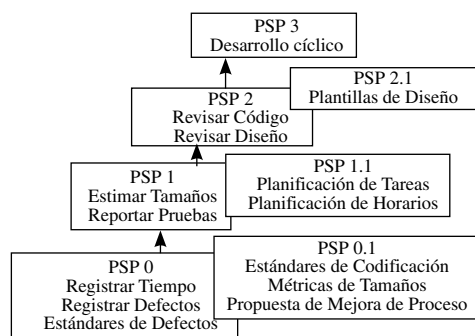 PSP 3
Desarrollo cíclico
PSP 2
Revisar Código
Revisar Diseño
PSP 2.1
Plantillas de Diseño
PSP 1
Estimar Tamaños
Reportar Pruebas
PSP 1.1
Planificación de Tareas
Planificación de Horarios
PSP 0
Registrar Tiempo
Registrar Defectos
Estándares de Defectos
PSP 0.1
Estándares de Codificación
Métricas de Tamaños
Propuesta de Mejora de Proceso